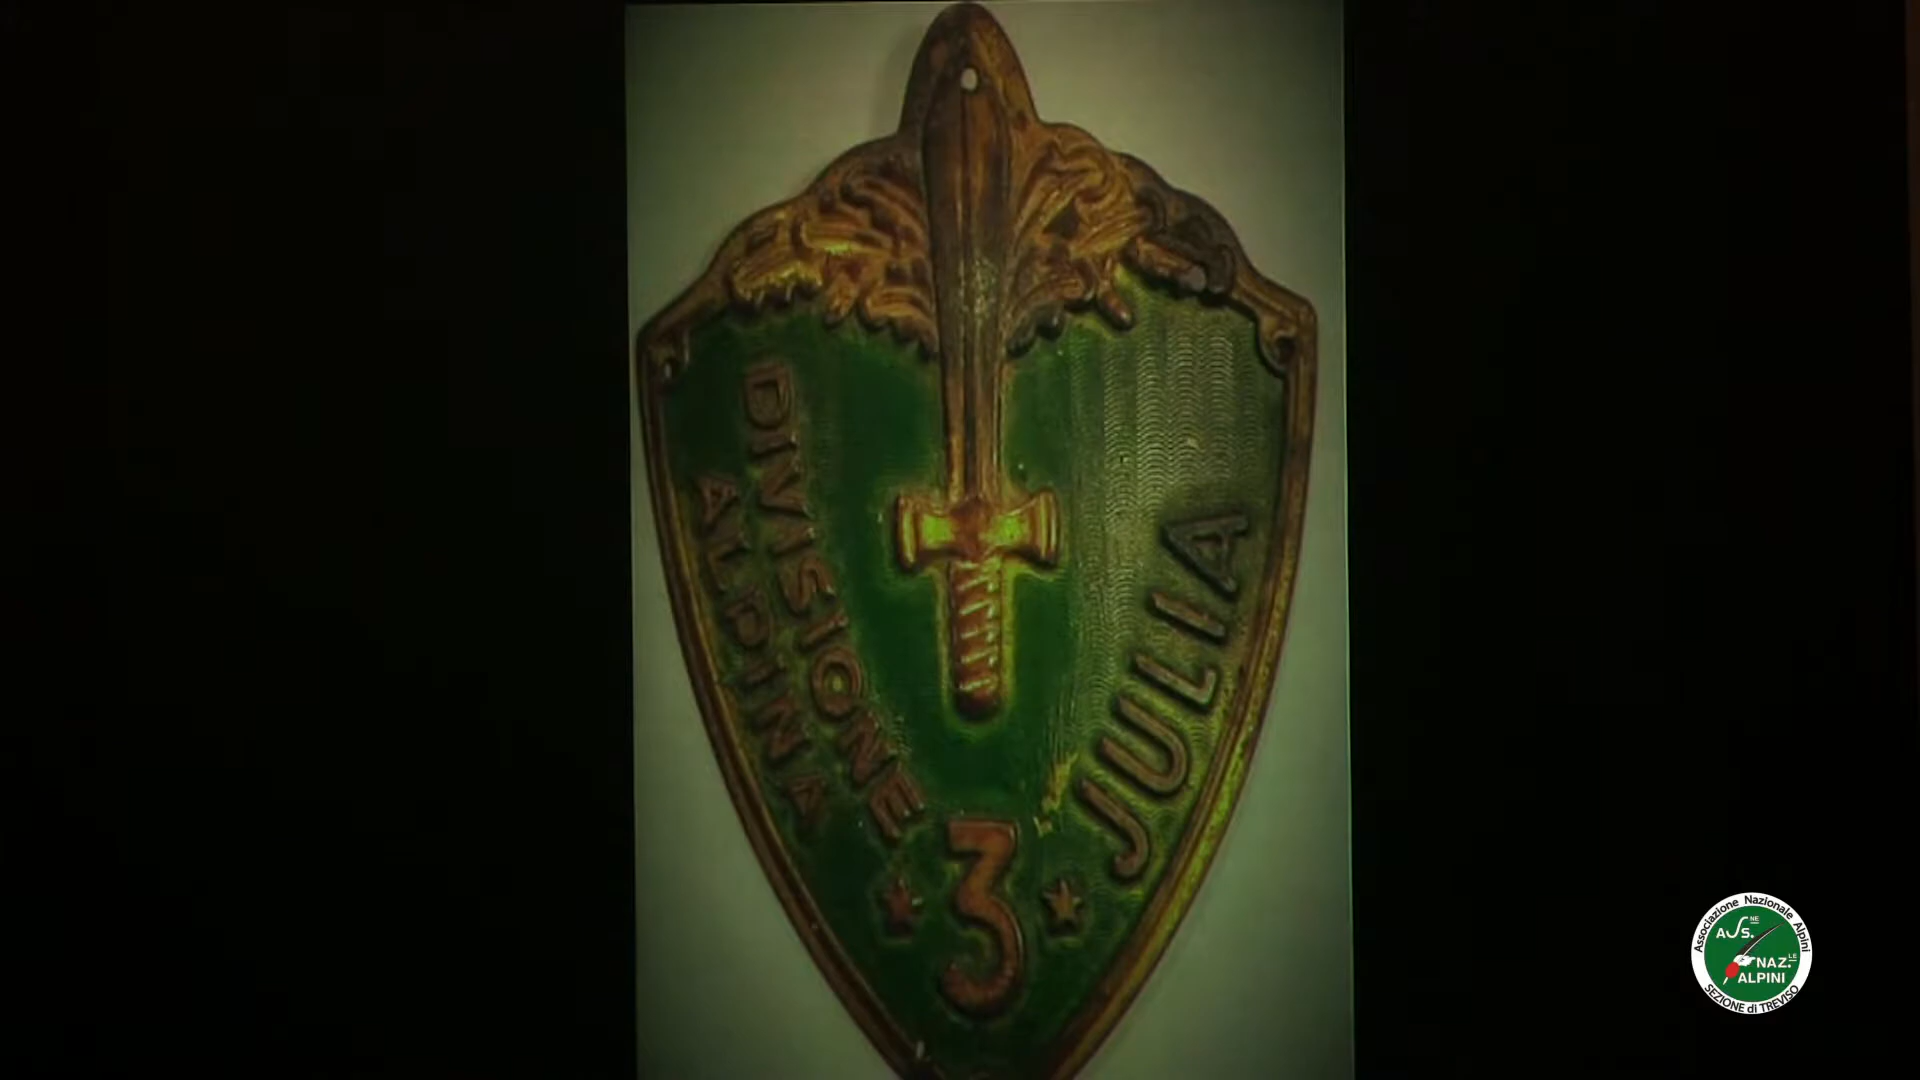 DIVISIONE
ALPINA
JULIA
3
Associazione Nazionale Alpini
ASS.NE
NAZ.LE
ALPINI
SEZIONE di TREVISO